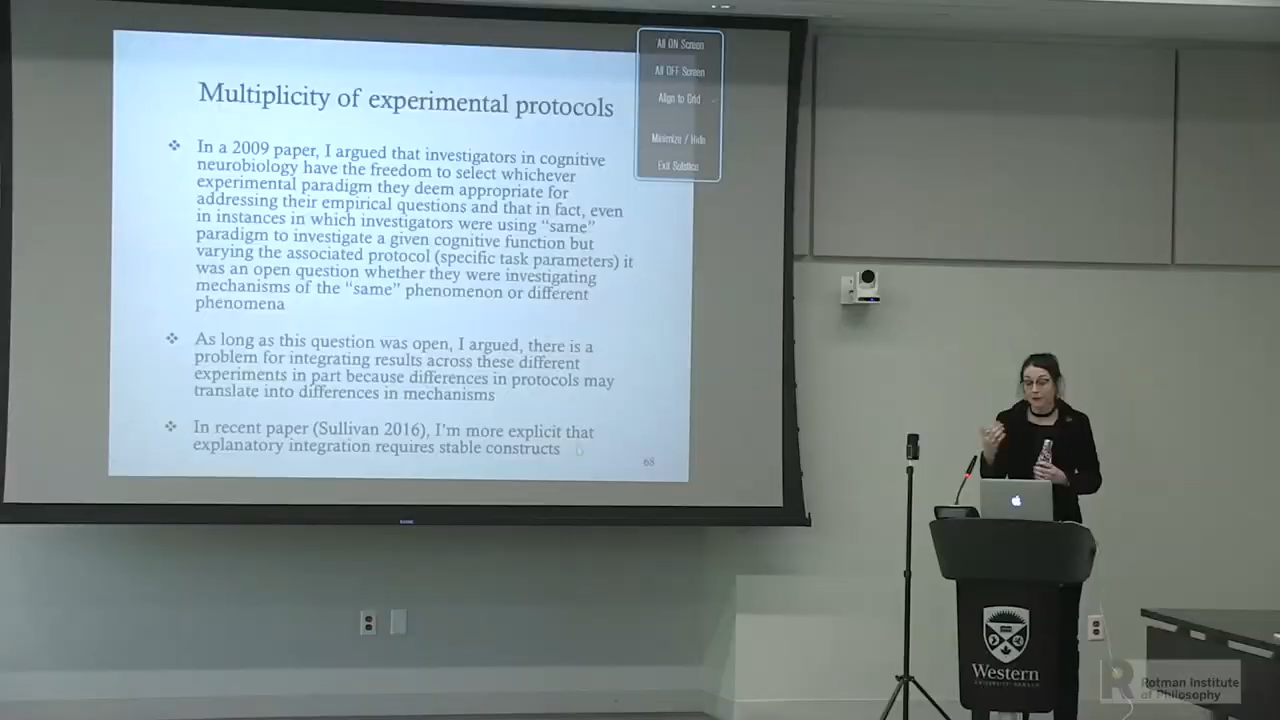 Multiplicity of experimental protocols
In a 2009 paper, I argued that investigators in cognitive
neurobiology have the freedom to select whichever
experimental paradigm they deem appropriate for
addressing their empirical questions and that in fact, even
in instances in which investigators were using “same”
paradigm to investigate a given cognitive function but
varying the associated protocol (specific task parameters) it
was an open question whether they were investigating
mechanisms of the “same” phenomenon or different
phenomena
As long as this question was open, I argued, there is a
problem for integrating results across these different
experiments in part because differences in protocols may
translate into differences in mechanisms
In recent paper (Sullivan 2016), I'm more explicit that
explanatory integration requires stable constructs
68
All ON Screen
All OFF Screen
Align to Grid
Minimize / Hide
Exit Solstice
Western
Rotman Institute
of Philosophy